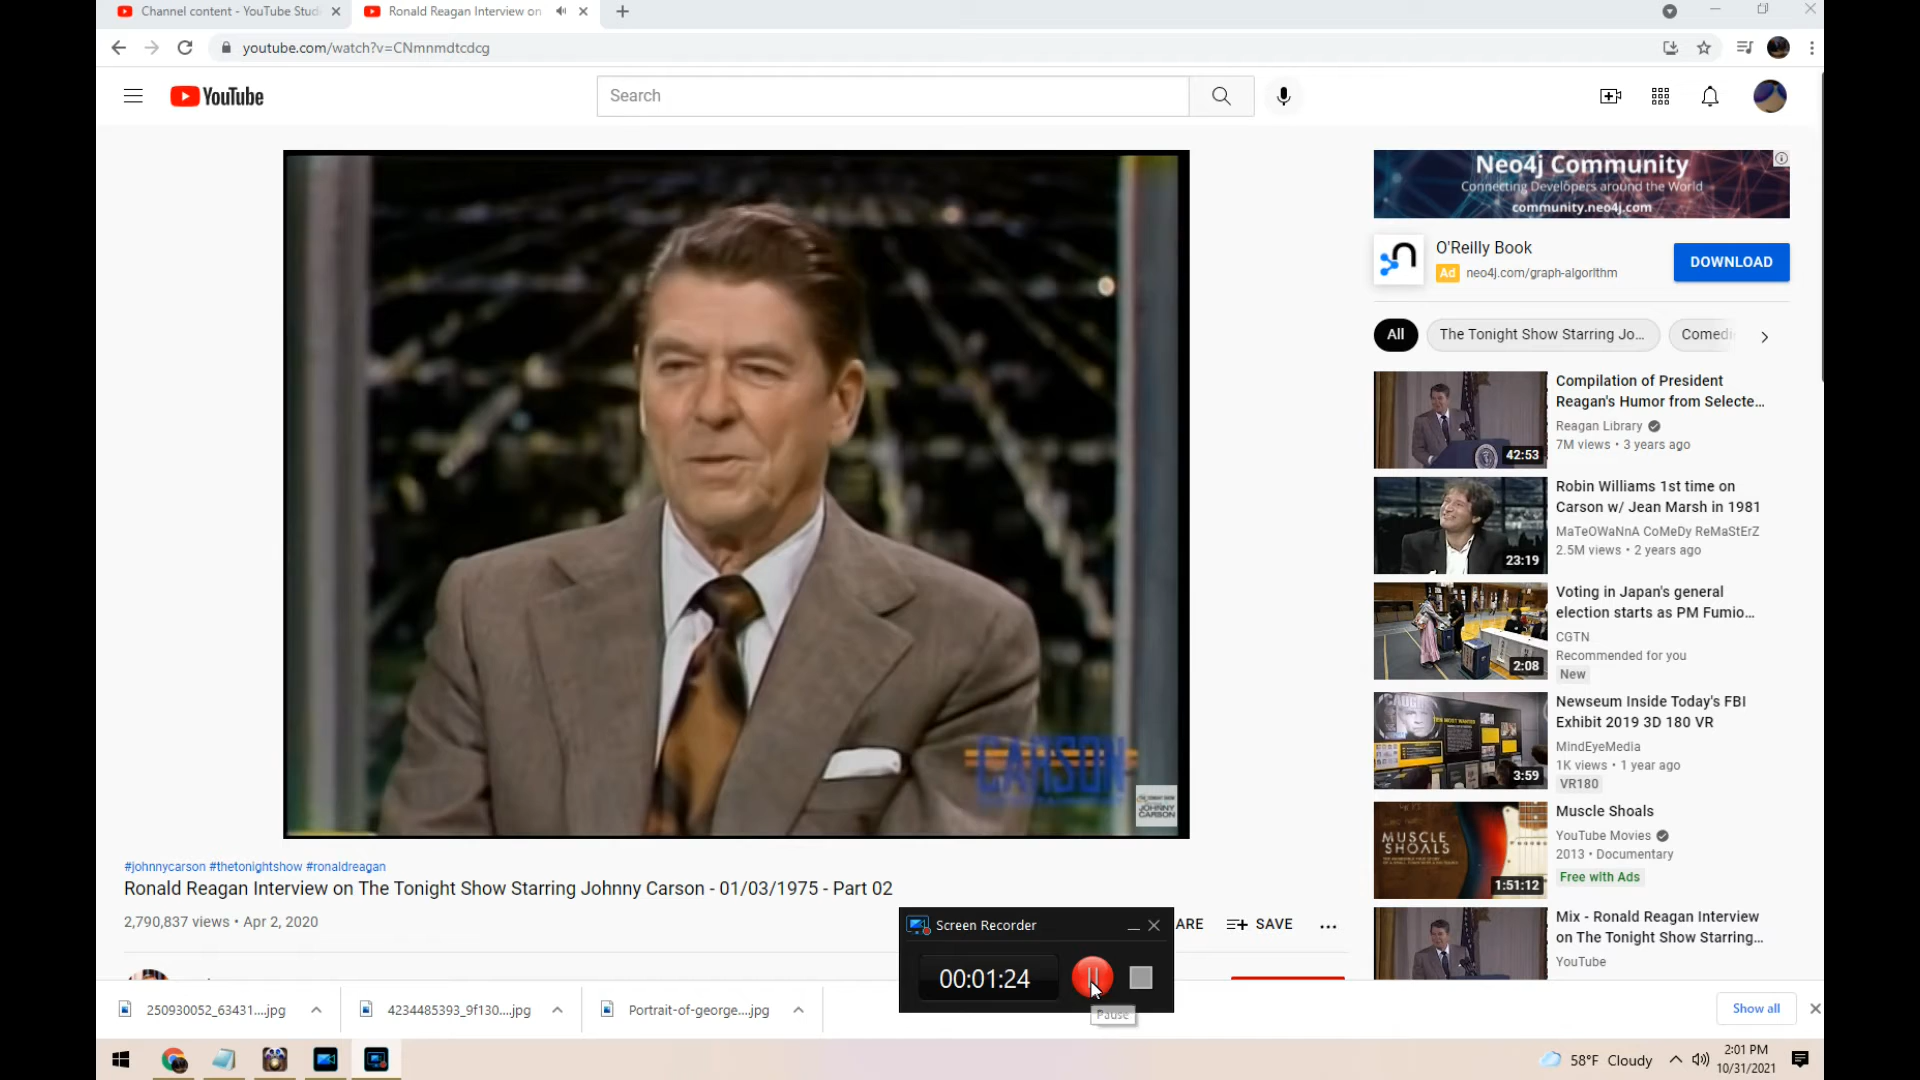 Channel content - YouTube Studi
Ronald Reagan Interview on
youtube.com/watch?v=CNmnmdtcdcg
YouTube
Search
CARSON
ENTERTAINMENT
THE TONIGHT SHOW
JOHNNY
CARSON
Neo4j Community
Connecting Developers around the World
community.neo4j.com
O'Reilly Book
Ad neo4j.com/graph-algorithm
DOWNLOAD
All
The Tonight Show Starring Jo...
Comedi
Compilation of President
Reagan's Humor from Selecte...
Reagan Library
7M views • 3 years ago
42:53
Robin Williams 1st time on
Carson w/ Jean Marsh in 1981
MaTeOWaNnA CoMeDy ReMaStErZ
2.5M views • 2 years ago
23:19
Voting in Japan's general
election starts as PM Fumio...
CGTN
Recommended for you
New
2:08
Newseum Inside Today's FBI
Exhibit 2019 3D 180 VR
MindEyeMedia
1K views • 1 year ago
VR180
3:59
Muscle Shoals
YouTube Movies
2013 • Documentary
Free with Ads
MUSCLE
SHOALS
1:51:12
Mix - Ronald Reagan Interview
on The Tonight Show Starring...
YouTube
#johnnycarson #thetonightshow #ronaldreagan
Ronald Reagan Interview on The Tonight Show Starring Johnny Carson - 01/03/1975 - Part 02
2,790,837 views • Apr 2, 2020
ARE
SAVE
Screen Recorder
00:01:24
Pause
250930052_63431....jpg
4234485393_9f130....jpg
Portrait-of-george....jpg
Show all
58°F Cloudy
2:01 PM
10/31/2021